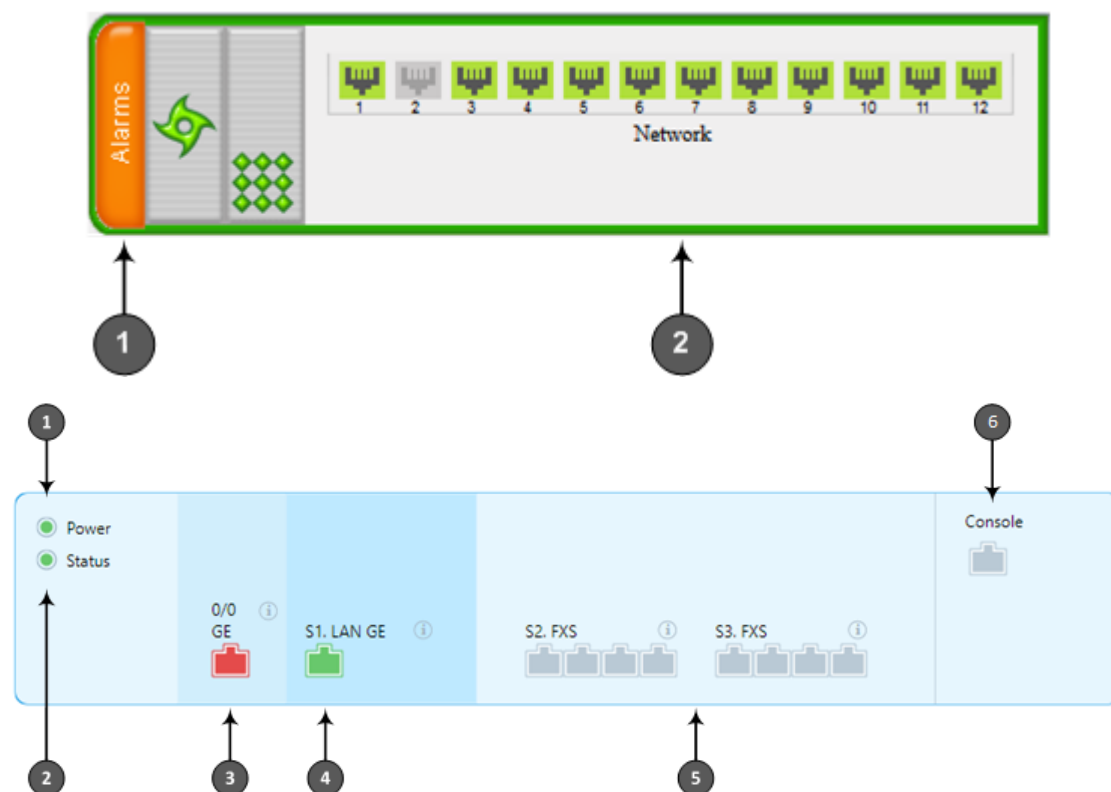 Alarms
1 2 3 4 5 6 7 8 9 10 11 12
Network
1 2
1 6
Power
Status
Console
0/0
GE
S1. LAN GE
S2. FXS
S3. FXS
2 3 4 5